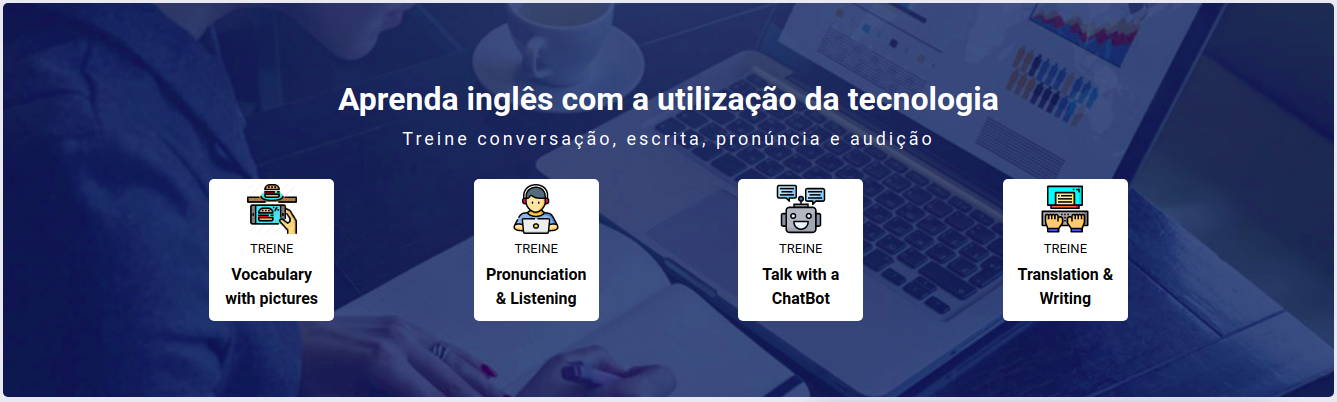 Aprenda inglês com a utilização da tecnologia
Treine conversação, escrita, pronúncia e audição
TREINE
Vocabulary
with pictures
TREINE
Pronunciation
& Listening
TREINE
Talk with a
ChatBot
TREINE
Translation &
Writing